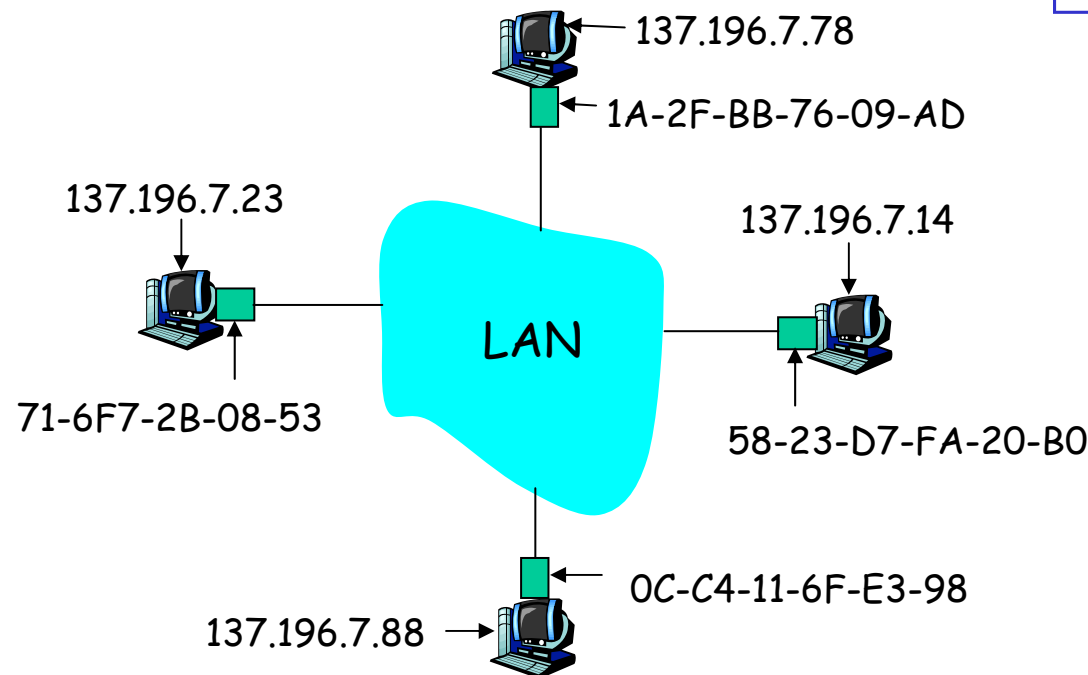 137.196.7.78
1A-2F-BB-76-09-AD
137.196.7.23
137.196.7.14
LAN
71-6F7-2B-08-53
58-23-D7-FA-20-B0
0C-C4-11-6F-E3-98
137.196.7.88